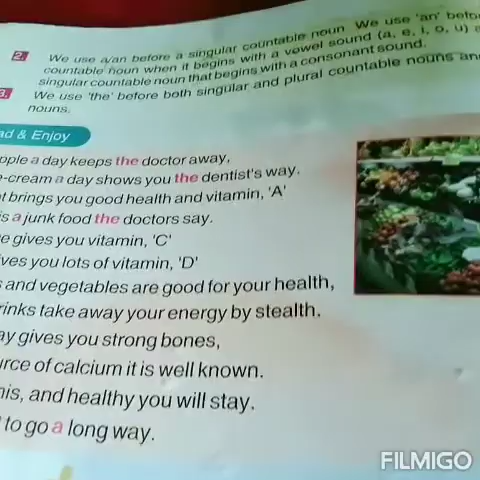 2. We use a/an before a singular countable noun. We use 'an' before
countable noun when it begins with a vowel sound (a, e, i, o, u) a
singular countable noun that begins with a consonant sound.
3. We use 'the' before both singular and plural countable nouns and
nouns.
ad & Enjoy
pple a day keeps the doctor away,
e-cream a day shows you the dentist's way.
t brings you good health and vitamin, 'A'
is a junk food the doctors say.
e gives you vitamin, 'C'
ves you lots of vitamin, 'D'
s and vegetables are good for your health,
rinks take away your energy by stealth.
ay gives you strong bones,
urce of calcium it is well known.
his, and healthy you will stay.
to go a long way.
FILMIGO